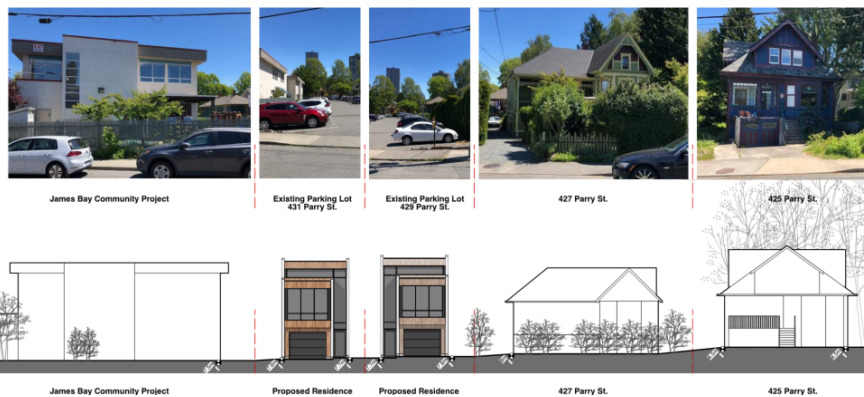 James Bay Community Project
Existing Parking Lot
431 Parry St.
Existing Parking Lot
429 Parry St.
427 Parry St.
425 Parry St.
James Bay Community Project
Proposed Residence
Proposed Residence
427 Parry St.
425 Parry St.